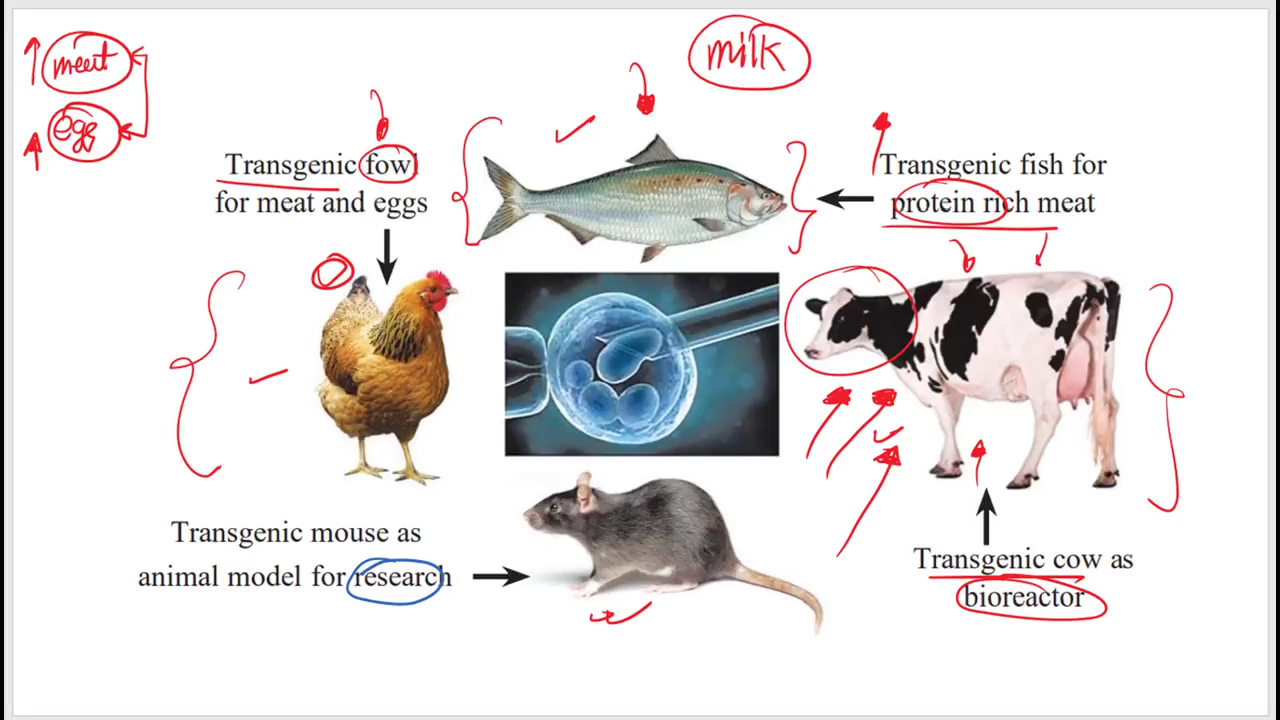 meat
egg
milk
Transgenic fowl
for meat and eggs
Transgenic fish for
protein rich meat
Transgenic mouse as
animal model for research
Transgenic cow as
bioreactor